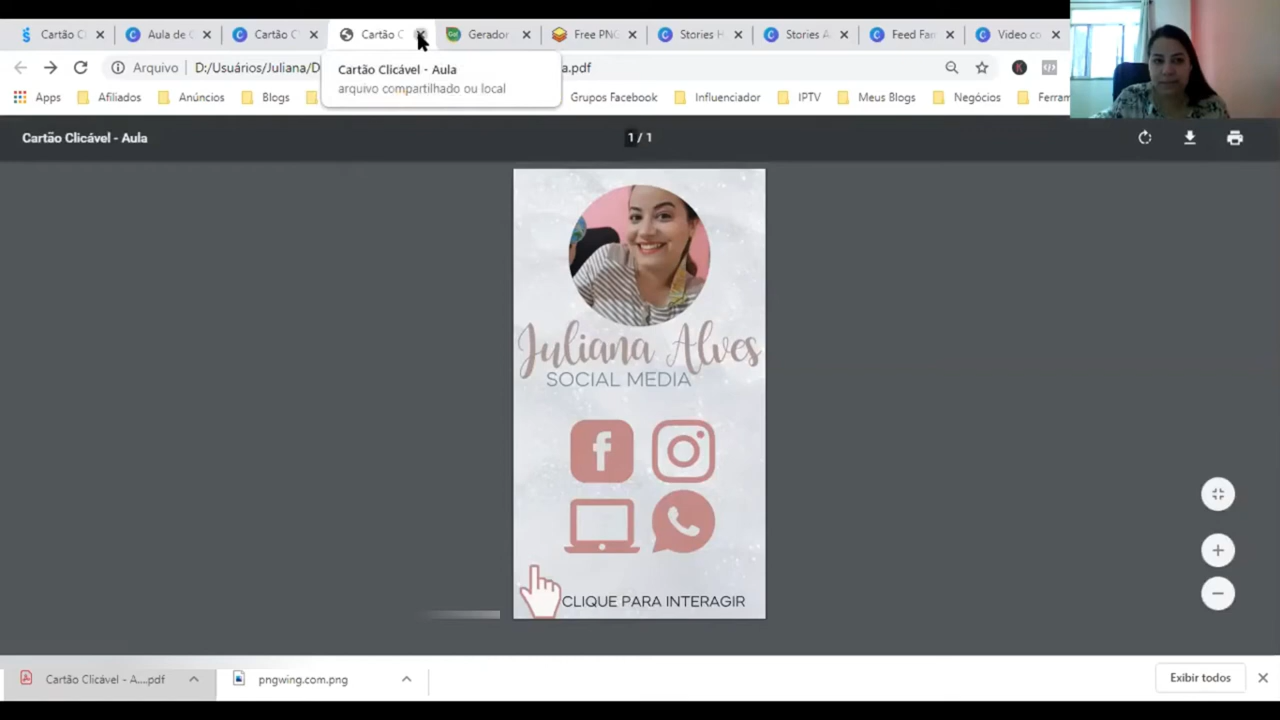 Cartão C
Aula de
Cartão C
Cartão C
Gerador
Free PNG
Stories H
Stories A
Feed Fan
Video co
Arquivo
D:/Usuários/Juliana/D
a.pdf
Cartão Clicável - Aula
arquivo compartilhado ou local
Apps
Afiliados
Anúncios
Blogs
Grupos Facebook
Influenciador
IPTV
Meus Blogs
Negócios
Ferram
Cartão Clicável - Aula
1 / 1
Juliana Alves
SOCIAL MEDIA
CLIQUE PARA INTERAGIR
Cartão Clicável - A....pdf
pngwing.com.png
Exibir todos